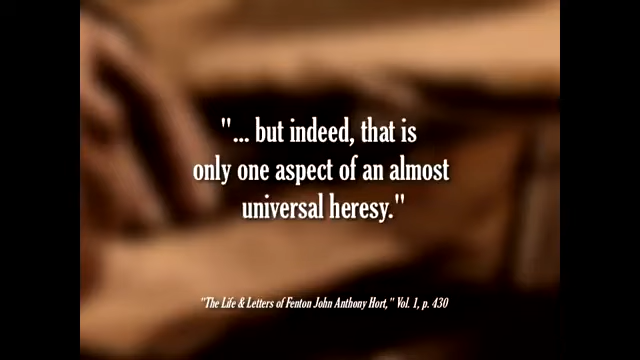 "... but indeed, that is
only one aspect of an almost
universal heresy."
"The Life & Letters of Fenton John Anthony Hort," Vol. 1, p. 430